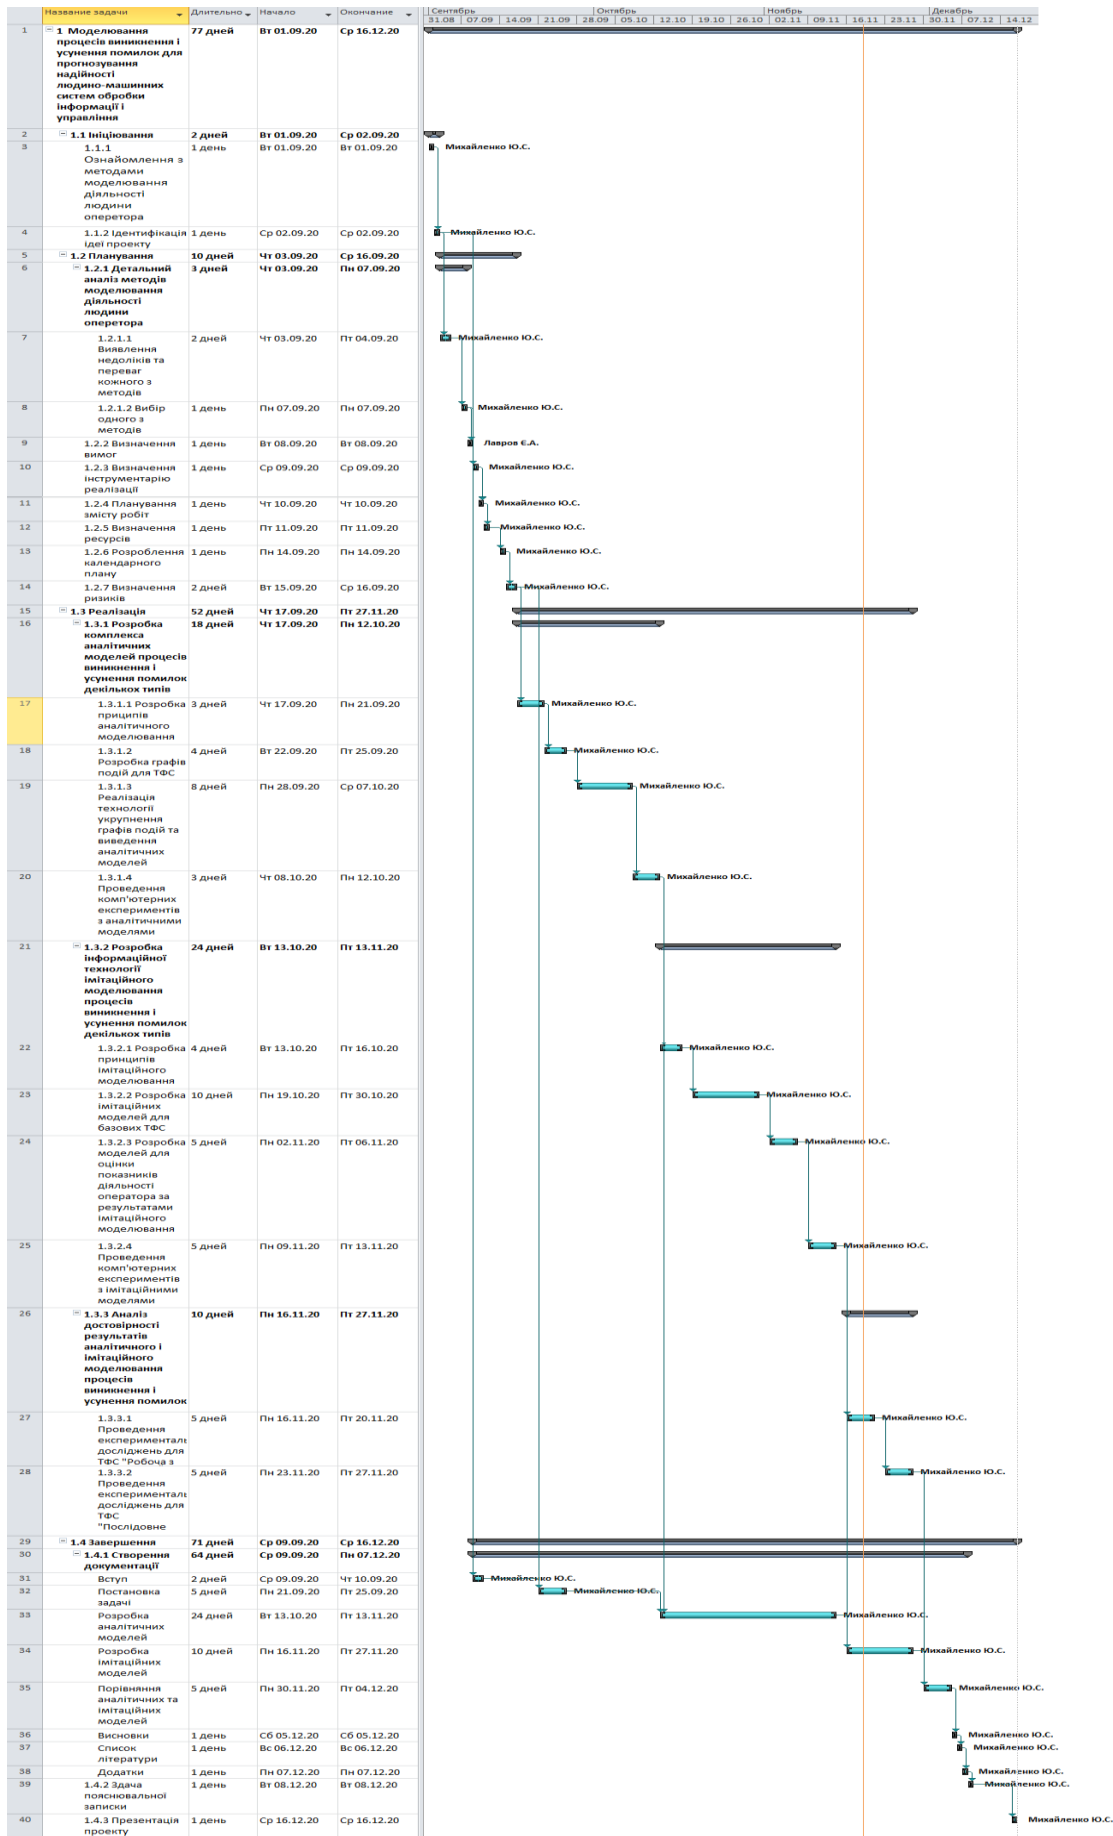 Название задачи Длительно Начало Окончание Сентябрь Октябрь Ноябрь Декабрь
31.08 07.09 14.09 21.09 28.09 05.10 12.10 19.10 26.10 02.11 09.11 16.11 23.11 30.11 07.12 14.12
1 1 Моделювання 77 дней Вт 01.09.20 Ср 16.12.20
процесів виникнення і
усунення помилок для
прогнозування
надійності
людино-машинних
систем обробки
інформації і
управління
2 1.1 Ініціювання 2 дней Вт 01.09.20 Ср 02.09.20
3 1.1.1 1 день Вт 01.09.20 Вт 01.09.20 Михайленко Ю.С.
Ознайомлення з
методами
моделювання
діяльності
людини
оперетора
4 1.1.2 Ідентифікація 1 день Ср 02.09.20 Ср 02.09.20 Михайленко Ю.С.
ідеї проекту
5 1.2 Планування 10 дней Чт 03.09.20 Ср 16.09.20
6 1.2.1 Детальний 3 дней Чт 03.09.20 Пн 07.09.20
аналіз методів
моделювання
діяльності
людини
оперетора
7 1.2.1.1 2 дней Чт 03.09.20 Пт 04.09.20 Михайленко Ю.С.
Виявлення
недоліків та
переваг
кожного з
методів
8 1.2.1.2 Вибір 1 день Пн 07.09.20 Пн 07.09.20 Михайленко Ю.С.
одного з
методів
9 1.2.2 Визначення 1 день Вт 08.09.20 Вт 08.09.20 Лавров Є.А.
вимог
10 1.2.3 Визначення 1 день Ср 09.09.20 Ср 09.09.20 Михайленко Ю.С.
інструментарію
реалізації
11 1.2.4 Планування 1 день Чт 10.09.20 Чт 10.09.20 Михайленко Ю.С.
змісту робіт
12 1.2.5 Визначення 1 день Пт 11.09.20 Пт 11.09.20 Михайленко Ю.С.
ресурсів
13 1.2.6 Розроблення 1 день Пн 14.09.20 Пн 14.09.20 Михайленко Ю.С.
календарного
плану
14 1.2.7 Визначення 2 дней Вт 15.09.20 Ср 16.09.20 Михайленко Ю.С.
ризиків
15 1.3 Реалізація 52 дней Чт 17.09.20 Пт 27.11.20
16 1.3.1 Розробка 18 дней Чт 17.09.20 Пн 12.10.20
комплекса
аналітичних
моделей процесів
виникнення і
усунення помилок
декількох типів
17 1.3.1.1 Розробка 3 дней Чт 17.09.20 Пн 21.09.20 Михайленко Ю.С.
приципів
аналітичного
моделювання
18 1.3.1.2 4 дней Вт 22.09.20 Пт 25.09.20 Михайленко Ю.С.
Розробка графів
подій для ТФС
19 1.3.1.3 8 дней Пн 28.09.20 Ср 07.10.20 Михайленко Ю.С.
Реалізація
технології
укрупнення
графів подій та
виведення
аналітичних
моделей
20 1.3.1.4 3 дней Чт 08.10.20 Пн 12.10.20 Михайленко Ю.С.
Проведення
комп'ютерних
експериментів
з аналітичними
моделями
21 1.3.2 Розробка 24 дней Вт 13.10.20 Пт 13.11.20
інформаційної
технології
імітаційного
моделювання
процесів
виникнення і
усунення помилок
декількох типів
22 1.3.2.1 Розробка 4 дней Вт 13.10.20 Пт 16.10.20 Михайленко Ю.С.
принципів
імітаційного
моделювання
23 1.3.2.2 Розробка 10 дней Пн 19.10.20 Пт 30.10.20 Михайленко Ю.С.
імітаційних
моделей для
базових ТФС
24 1.3.2.3 Розробка 5 дней Пн 02.11.20 Пт 06.11.20 Михайленко Ю.С.
моделей для
оцінки
показників
діяльності
оператора за
результатами
імітаційного
моделювання
25 1.3.2.4 5 дней Пн 09.11.20 Пт 13.11.20 Михайленко Ю.С.
Проведення
комп'ютерних
експериментів
з імітаційними
моделями
26 1.3.3 Аналіз 10 дней Пн 16.11.20 Пт 27.11.20
достовірності
результатів
аналітичного і
імітаційного
моделювання
процесів
виникнення і
усунення помилок
27 1.3.3.1 5 дней Пн 16.11.20 Пт 20.11.20 Михайленко Ю.С.
Проведення
експерименталь
досліджень для
ТФС "Робоча з
28 1.3.3.2 5 дней Пн 23.11.20 Пт 27.11.20 Михайленко Ю.С.
Проведення
експерименталь
досліджень для
ТФС
"Послідовне
29 1.4 Завершення 71 дней Ср 09.09.20 Ср 16.12.20
30 1.4.1 Створення 64 дней Ср 09.09.20 Пн 07.12.20
документації
31 Вступ 2 дней Ср 09.09.20 Чт 10.09.20 Михайленко Ю.С.
32 Постановка 5 дней Пн 21.09.20 Пт 25.09.20 Михайленко Ю.С.
задачі
33 Розробка 24 дней Вт 13.10.20 Пт 13.11.20 Михайленко Ю.С.
аналітичних
моделей
34 Розробка 10 дней Пн 16.11.20 Пт 27.11.20 Михайленко Ю.С.
імітаційних
моделей
35 Порівняння 5 дней Пн 30.11.20 Пт 04.12.20 Михайленко Ю.С.
аналітичних та
імітаційних
моделей
36 Висновки 1 день Сб 05.12.20 Сб 05.12.20 Михайленко Ю.С.
37 Список 1 день Вс 06.12.20 Вс 06.12.20 Михайленко Ю.С.
літератури
38 Додатки 1 день Пн 07.12.20 Пн 07.12.20 Михайленко Ю.С.
39 1.4.2 Здача 1 день Вт 08.12.20 Вт 08.12.20 Михайленко Ю.С.
пояснювальної
записки
40 1.4.3 Презентація 1 день Ср 16.12.20 Ср 16.12.20 Михайленко Ю.С.
проекту